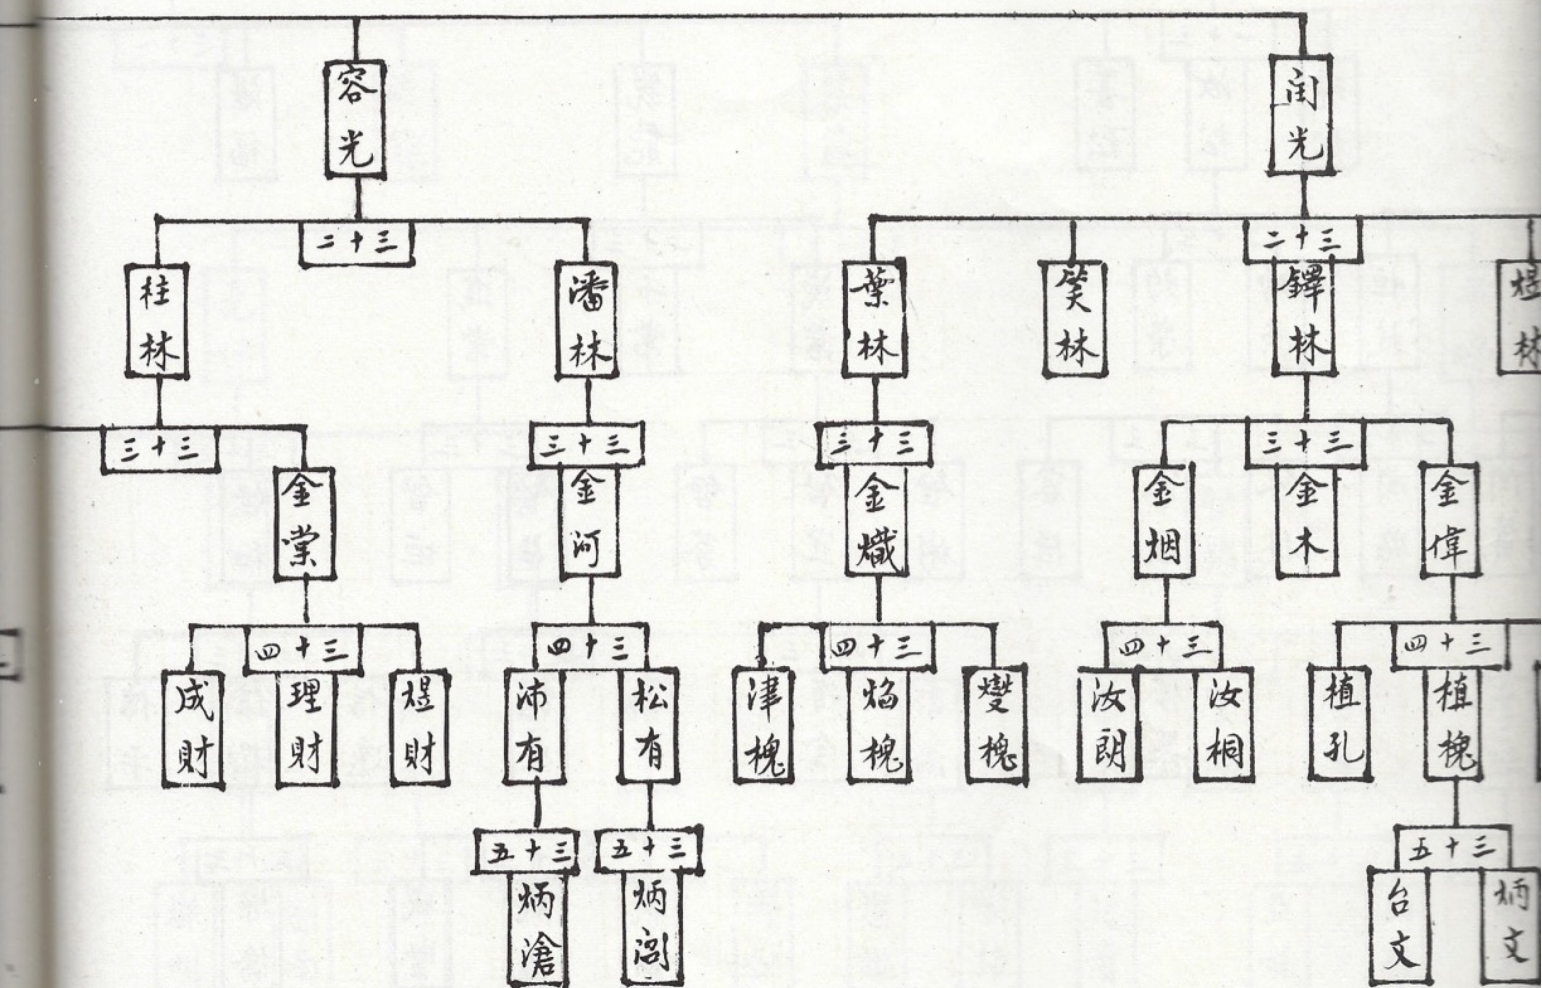 容光
闰光
二十三
二十三
桂林
潘林
葉林
笑林
鐸林
煜林
三十三
三十三
三十三
三十三
金棠
金河
金熾
金烟
金木
金偉
四十三
四十三
四十三
四十三
四十三
成財
理財
煜財
沛有
松有
津槐
焰槐
燮槐
汝朗
汝桐
植孔
植槐
五十三
五十三
五十三
炳滄
炳
台文
炳文